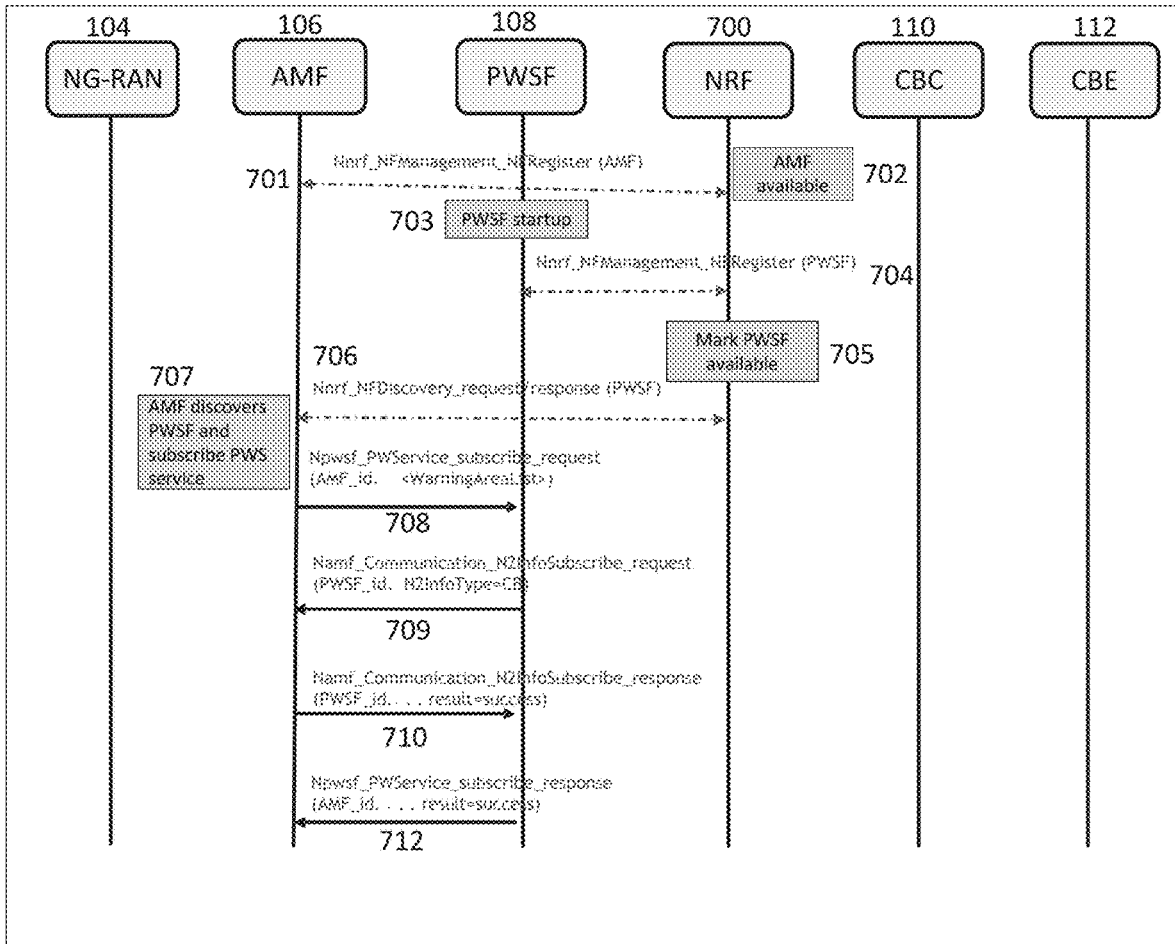 104 106 108 700 110 112
NG-RAN AMF PWSF NRF CBC CBE
Nnrf_NFManagement_NFRegister (AMF)
701
AMF
available
702
703
PWSF startup
Nnrf_NFManagement_NFRegister (PWSF)
704
Mark PWSF
available
705
706
707
Nnrf_NFDiscovery_request/response (PWSF)
AMF discovers
PWSF and
subscribe PWS
service
Npwsf_PWService_subscribe_request
(AMF_id. <WarningAreaList>)
708
Namf_Communication_N2InfoSubscribe_request
(PWSF_id. N2InfoType=CB)
709
Namf_Communication_N2InfoSubscribe_response
(PWSF_id. . . . result=success)
710
Npwsf_PWService_subscribe_response
(AMF_id. . . . result=success)
712